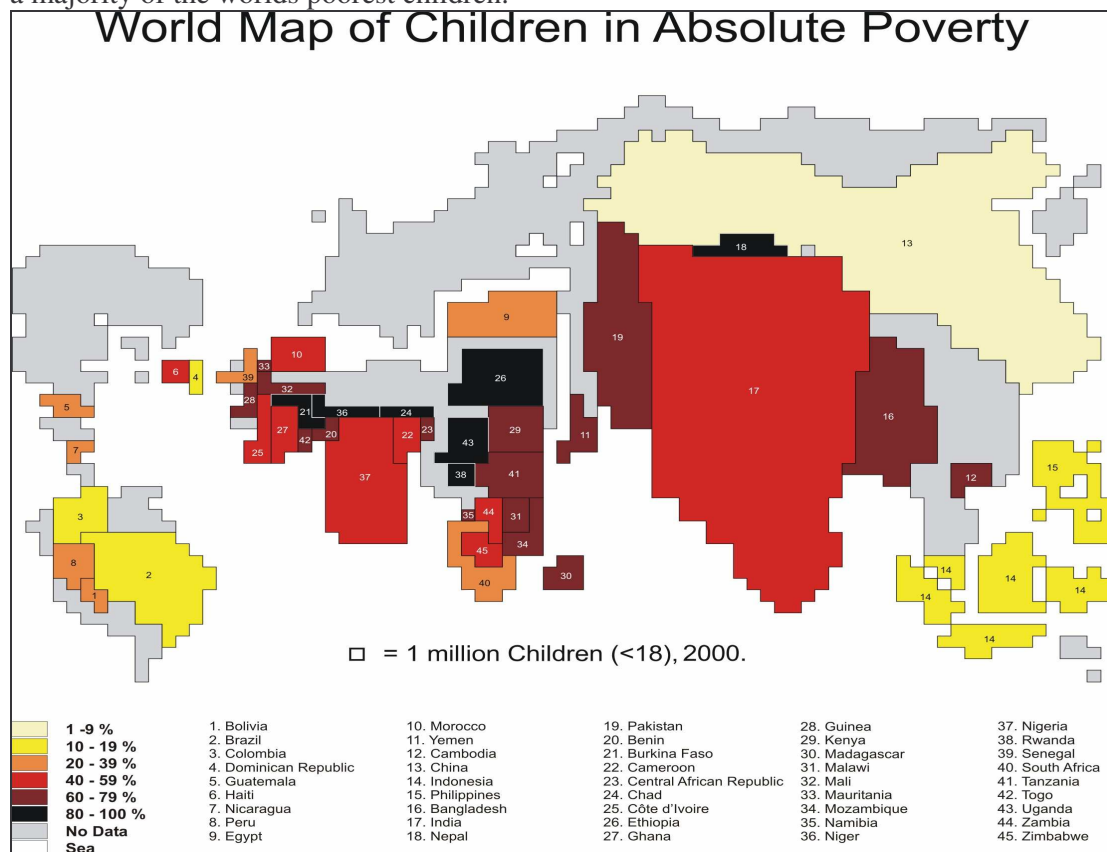 a majority of the worlds poorest children.
World Map of Children in Absolute Poverty
18 13
9
19
10
33
6 4 39 26
32 17
28 5 21 36 24 16
27 20 22 23 29 11
42 43
7 25
15
37 38 41 12
3 35 44 31
34
45
8 14
2 30 14
40 14
1 14
14
= 1 million Children (<18), 2000.
1 -9 %
10 - 19 %
20 - 39 %
40 - 59 %
60 - 79 %
80 - 100 %
No Data
Sea
1. Bolivia
2. Brazil
3. Colombia
4. Dominican Republic
5. Guatemala
6. Haiti
7. Nicaragua
8. Peru
9. Egypt
10. Morocco
11. Yemen
12. Cambodia
13. China
14. Indonesia
15. Philippines
16. Bangladesh
17. India
18. Nepal
19. Pakistan
20. Benin
21. Burkina Faso
22. Cameroon
23. Central African Republic
24. Chad
25. Côte d'Ivoire
26. Ethiopia
27. Ghana
28. Guinea
29. Kenya
30. Madagascar
31. Malawi
32. Mali
33. Mauritania
34. Mozambique
35. Namibia
36. Niger
37. Nigeria
38. Rwanda
39. Senegal
40. South Africa
41. Tanzania
42. Togo
43. Uganda
44. Zambia
45. Zimbabwe